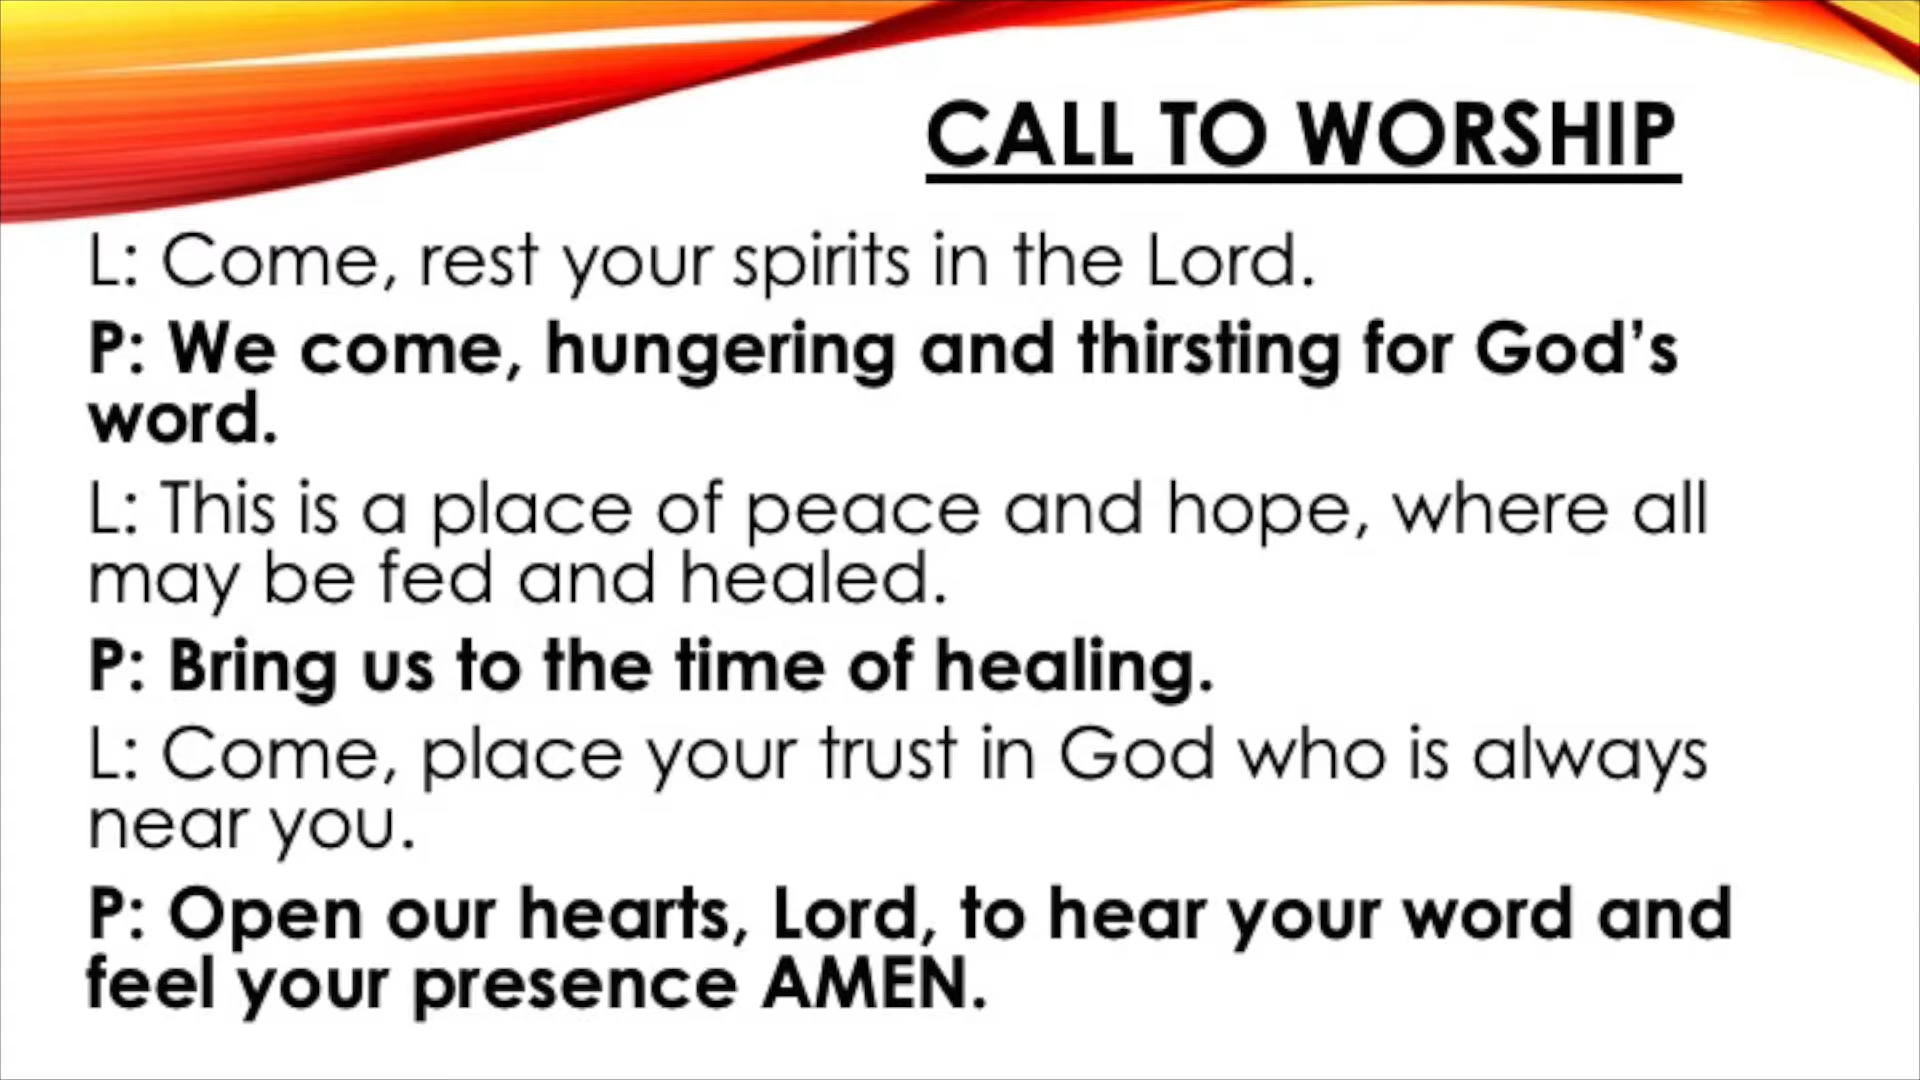 CALL TO WORSHIP
L: Come, rest your spirits in the Lord.
P: We come, hungering and thirsting for God’s
word.
L: This is a place of peace and hope, where all
may be fed and healed.
P: Bring us to the time of healing.
L: Come, place your trust in God who is always
near you.
P: Open our hearts, Lord, to hear your word and
feel your presence AMEN.